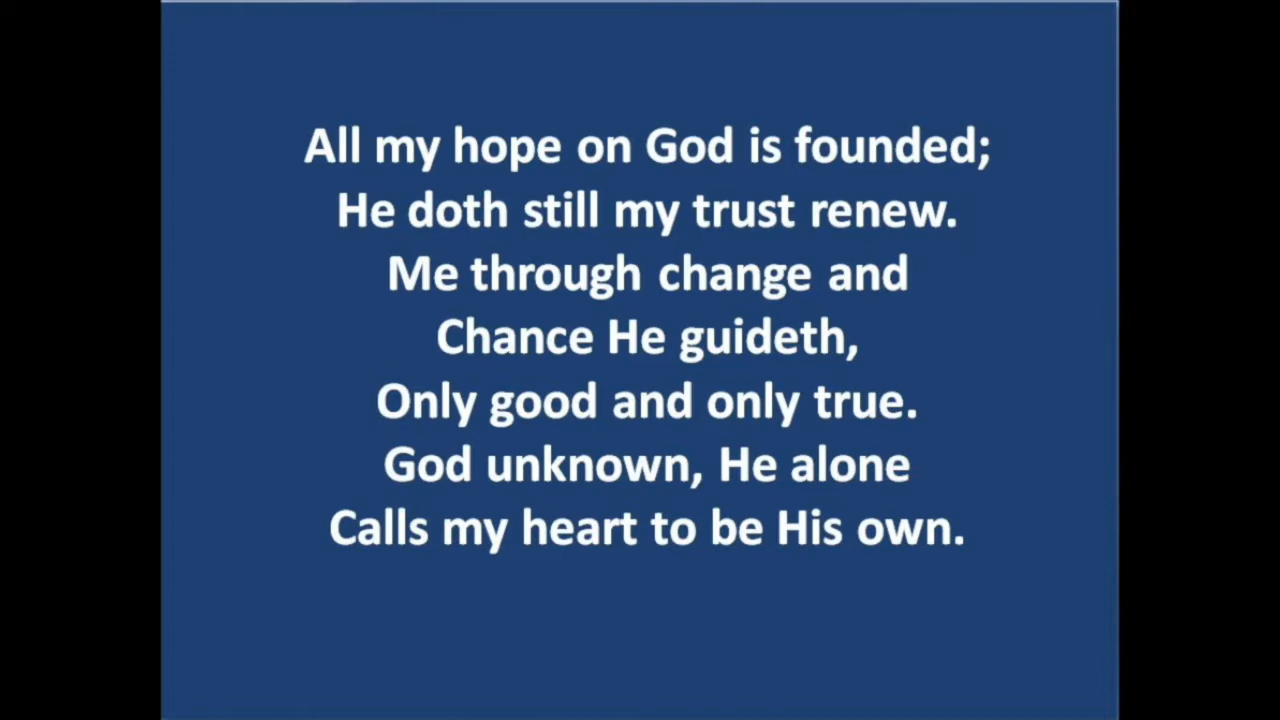 All my hope on God is founded;
He doth still my trust renew.
Me through change and
Chance He guideth,
Only good and only true.
God unknown, He alone
Calls my heart to be His own.